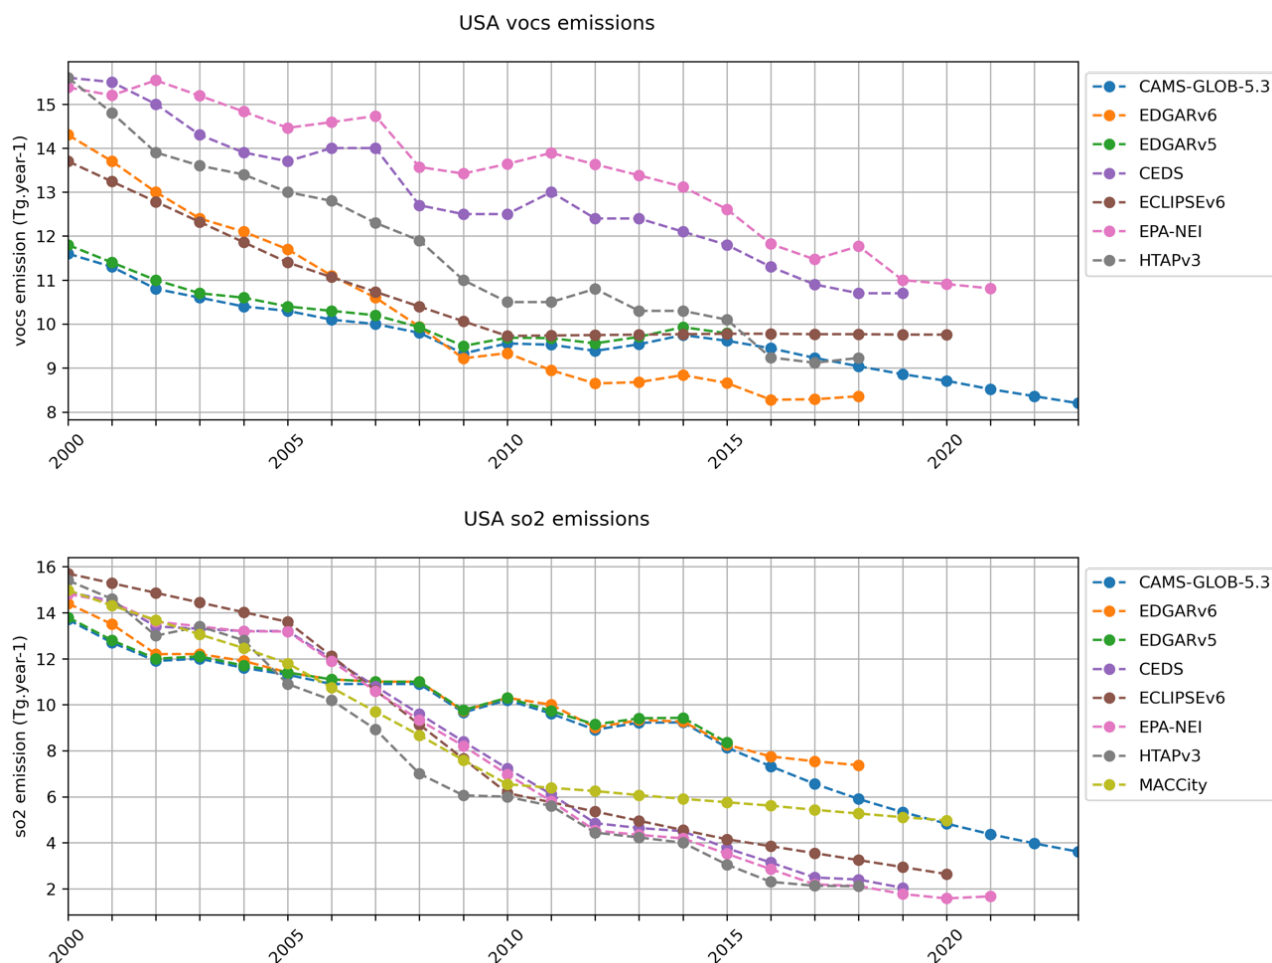 USA vocs emissions
vocs emission (Tg.year-1)
15
14
13
12
11
10
9
8
2000
2005
2010
2015
2020
CAMS-GLOB-5.3
EDGARv6
EDGARv5
CEDS
ECLIPSEv6
EPA-NEI
HTAPv3
USA so2 emissions
so2 emission (Tg.year-1)
16
14
12
10
8
6
4
2
2000
2005
2010
2015
2020
CAMS-GLOB-5.3
EDGARv6
EDGARv5
CEDS
ECLIPSEv6
EPA-NEI
HTAPv3
MACCity